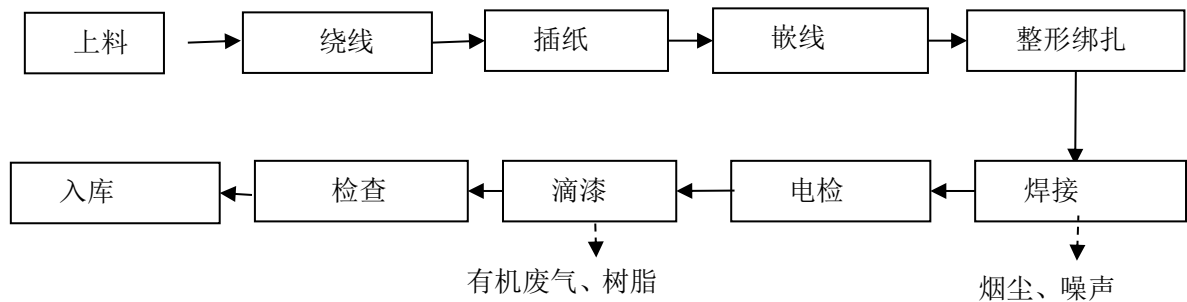 上料
绕线
插纸
嵌线
整形绑扎
入库
检查
滴漆
电检
焊接
有机废气、树脂
烟尘、噪声